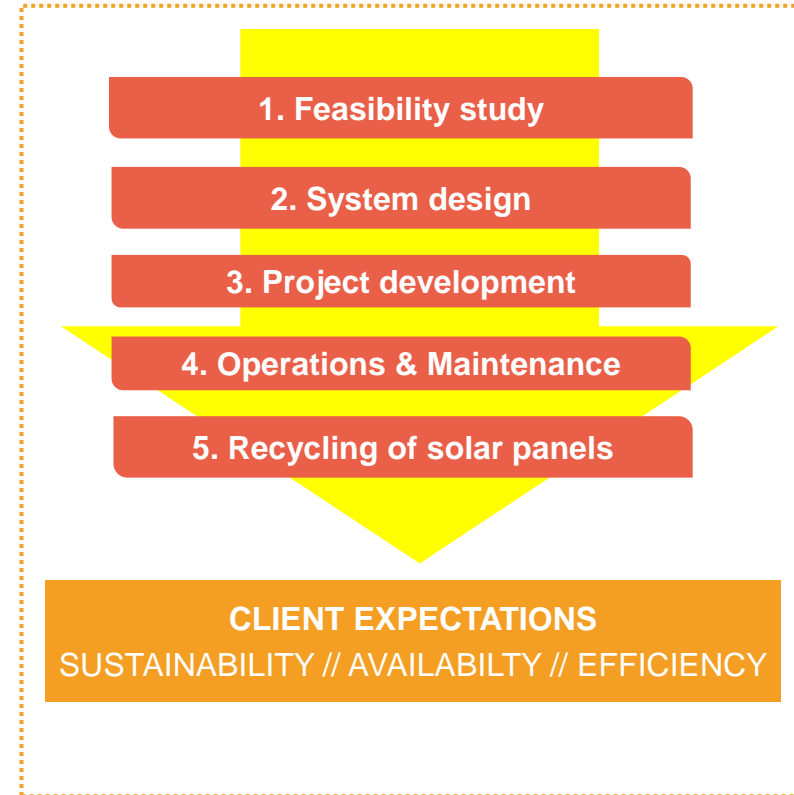 1. Feasibility study
2. System design
3. Project development
4. Operations & Maintenance
5. Recycling of solar panels
CLIENT EXPECTATIONS
SUSTAINABILITY // AVAILABILTY // EFFICIENCY